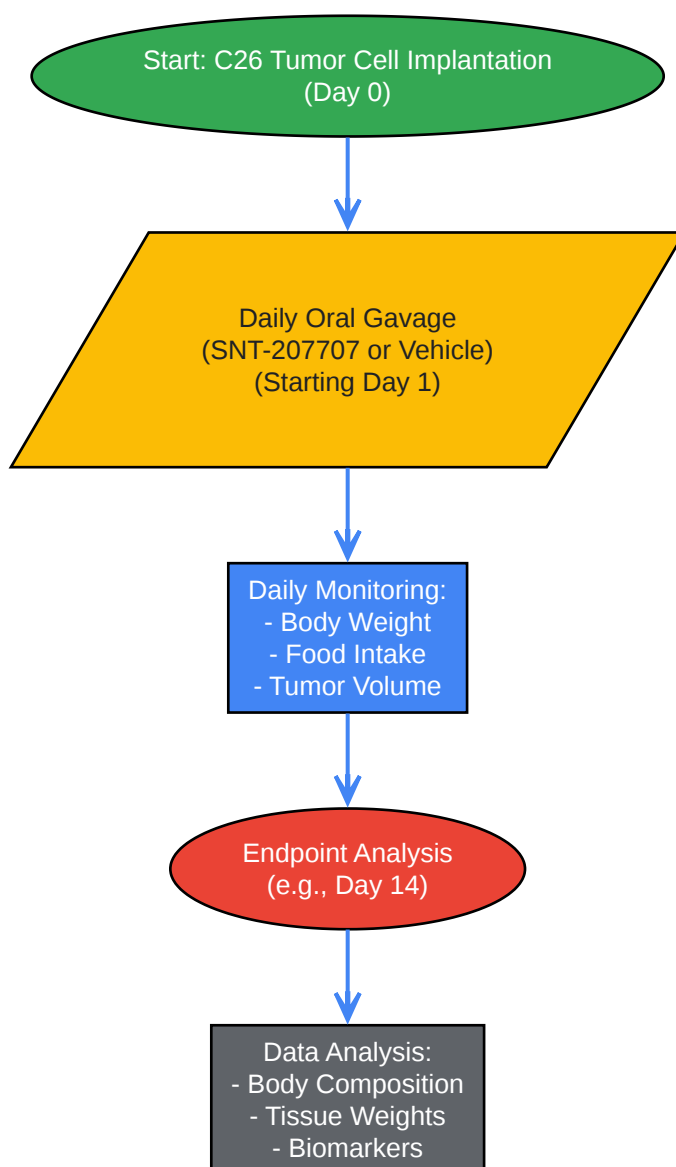 Start: C26 Tumor Cell Implantation
(Day 0)
Daily Oral Gavage
(SNT-207707 or Vehicle)
(Starting Day 1)
Daily Monitoring:
- Body Weight
- Food Intake
- Tumor Volume
Endpoint Analysis
(e.g., Day 14)
Data Analysis:
- Body Composition
- Tissue Weights
- Biomarkers